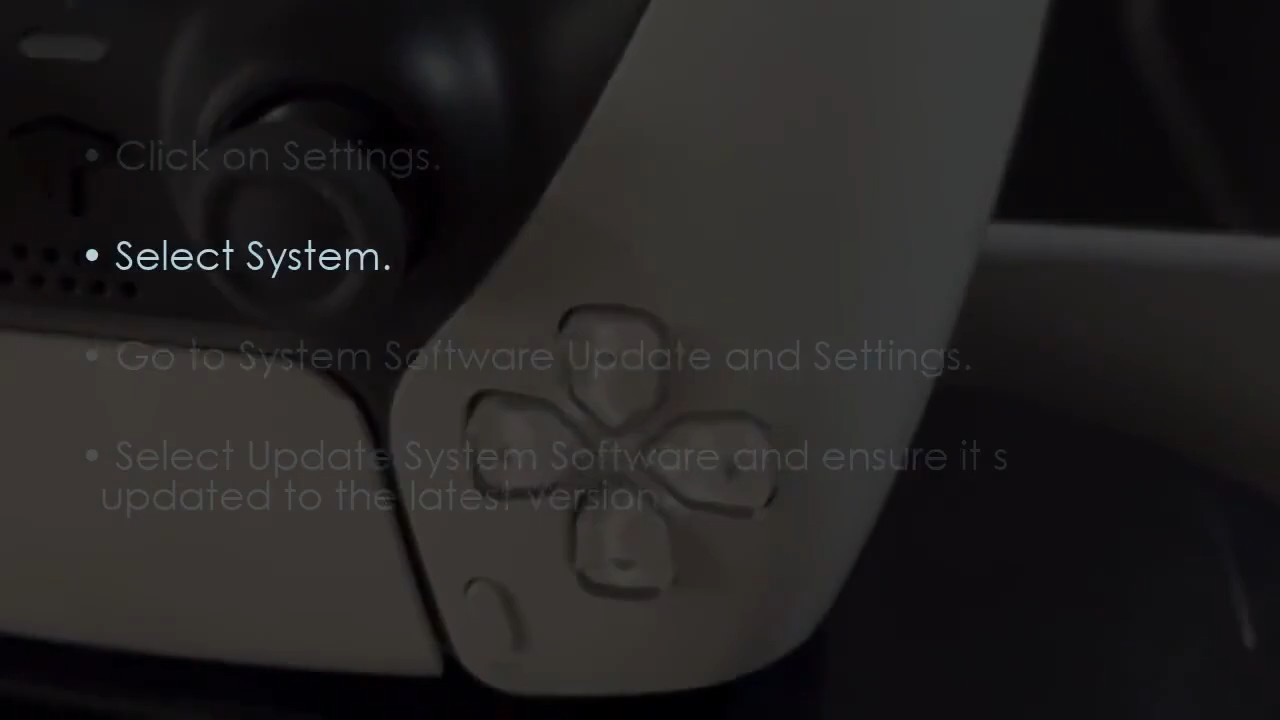 • Click on Settings.
• Select System.
• Go to System Software Update and Settings.
• Select Update System Software and ensure it s
updated to the latest version.